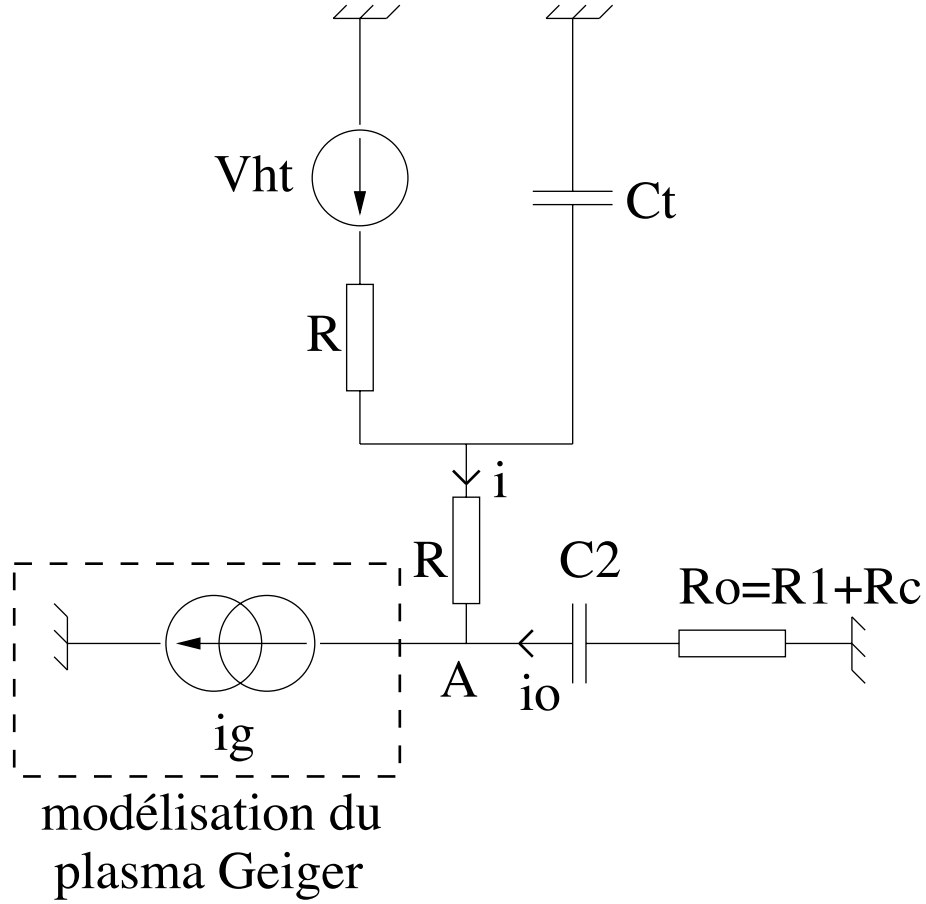 Vht
Ct
R
i
R
C2
Ro=R1+Rc
A
io
ig
modélisation du
plasma Geiger